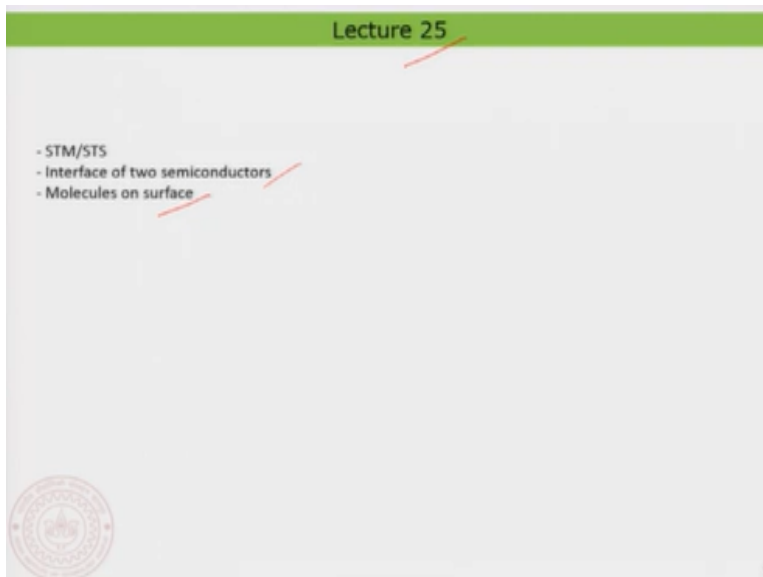 Lecture 25
- STM/STS
- Interface of two semiconductors
- Molecules on surface